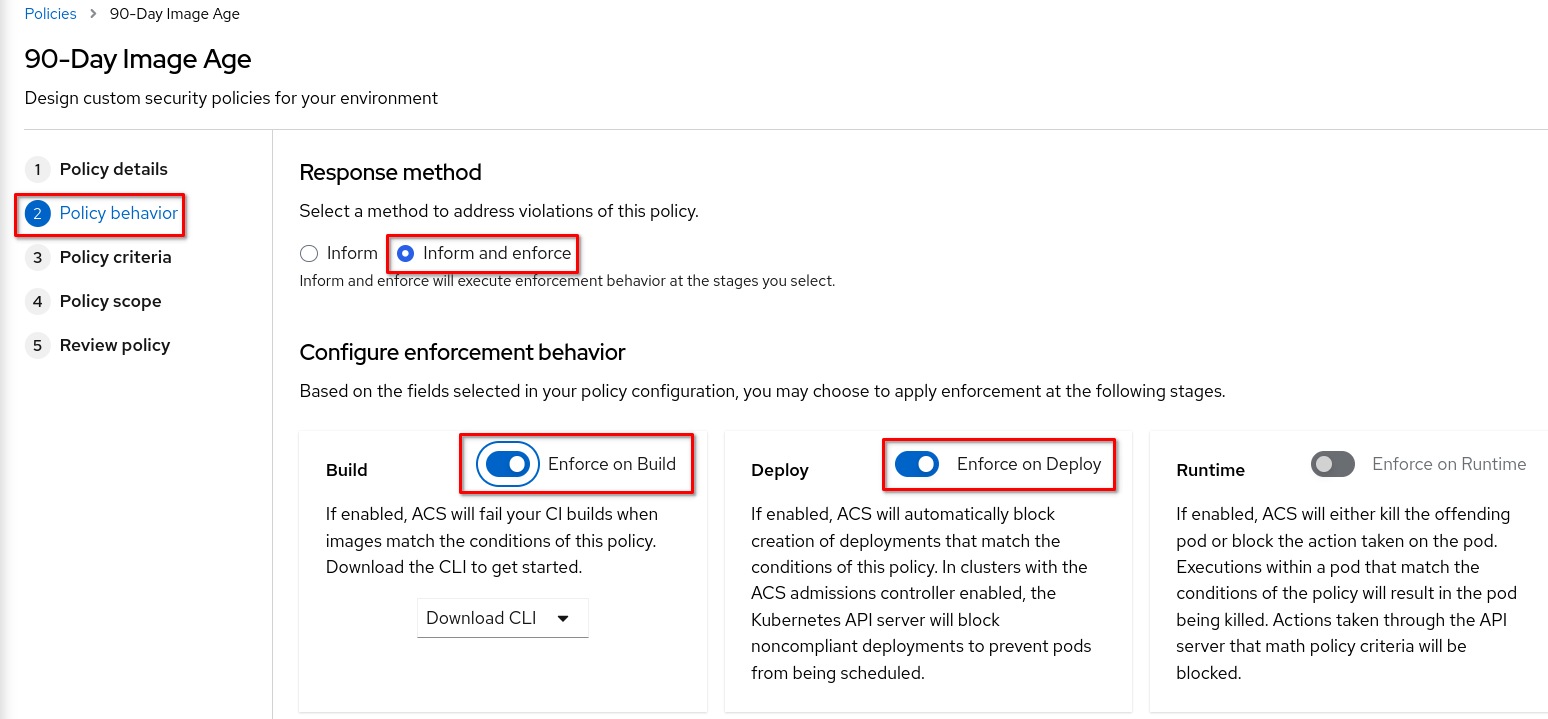 Policies > 90-Day Image Age
90-Day Image Age
Design custom security policies for your environment
1 Policy details
2 Policy behavior
3 Policy criteria
4 Policy scope
5 Review policy
Response method
Select a method to address violations of this policy.
Inform Inform and enforce
Inform and enforce will execute enforcement behavior at the stages you select.
Configure enforcement behavior
Based on the fields selected in your policy configuration, you may choose to apply enforcement at the following stages.
Build Enforce on Build
If enabled, ACS will fail your CI builds when
images match the conditions of this policy.
Download the CLI to get started.
Download CLI
Deploy Enforce on Deploy
If enabled, ACS will automatically block
creation of deployments that match the
conditions of this policy. In clusters with the
ACS admissions controller enabled, the
Kubernetes API server will block
noncompliant deployments to prevent pods
from being scheduled.
Runtime Enforce on Runtime
If enabled, ACS will either kill the offending
pod or block the action taken on the pod.
Executions within a pod that match the
conditions of the policy will result in the pod
being killed. Actions taken through the API
server that math policy criteria will be
blocked.